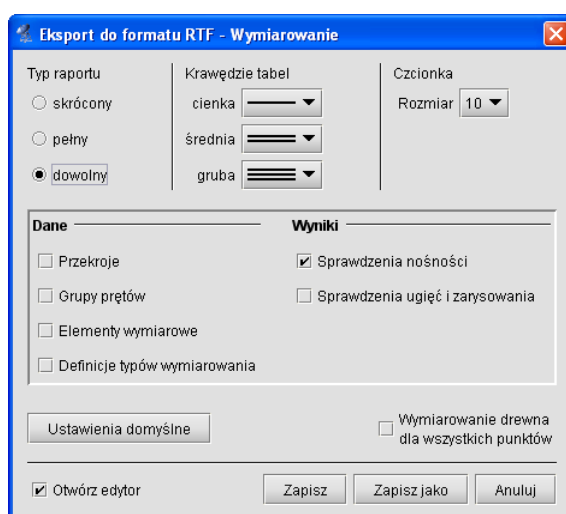 Eksport do formatu RTF - Wymiarowanie
Typ raportu
skrócony
pełny
dowolny
Krawędzie tabel
cienka
średnia
gruba
Czcionka
Rozmiar 10
Dane
Przekroje
Grupy prętów
Elementy wymiarowe
Definicje typów wymiarowania
Wyniki
Sprawdzenia nośności
Sprawdzenia ugięć i zarysowania
Ustawienia domyślne
Wymiarowanie drewna
dla wszystkich punktów
Otwórz edytor
Zapisz
Zapisz jako
Anuluj